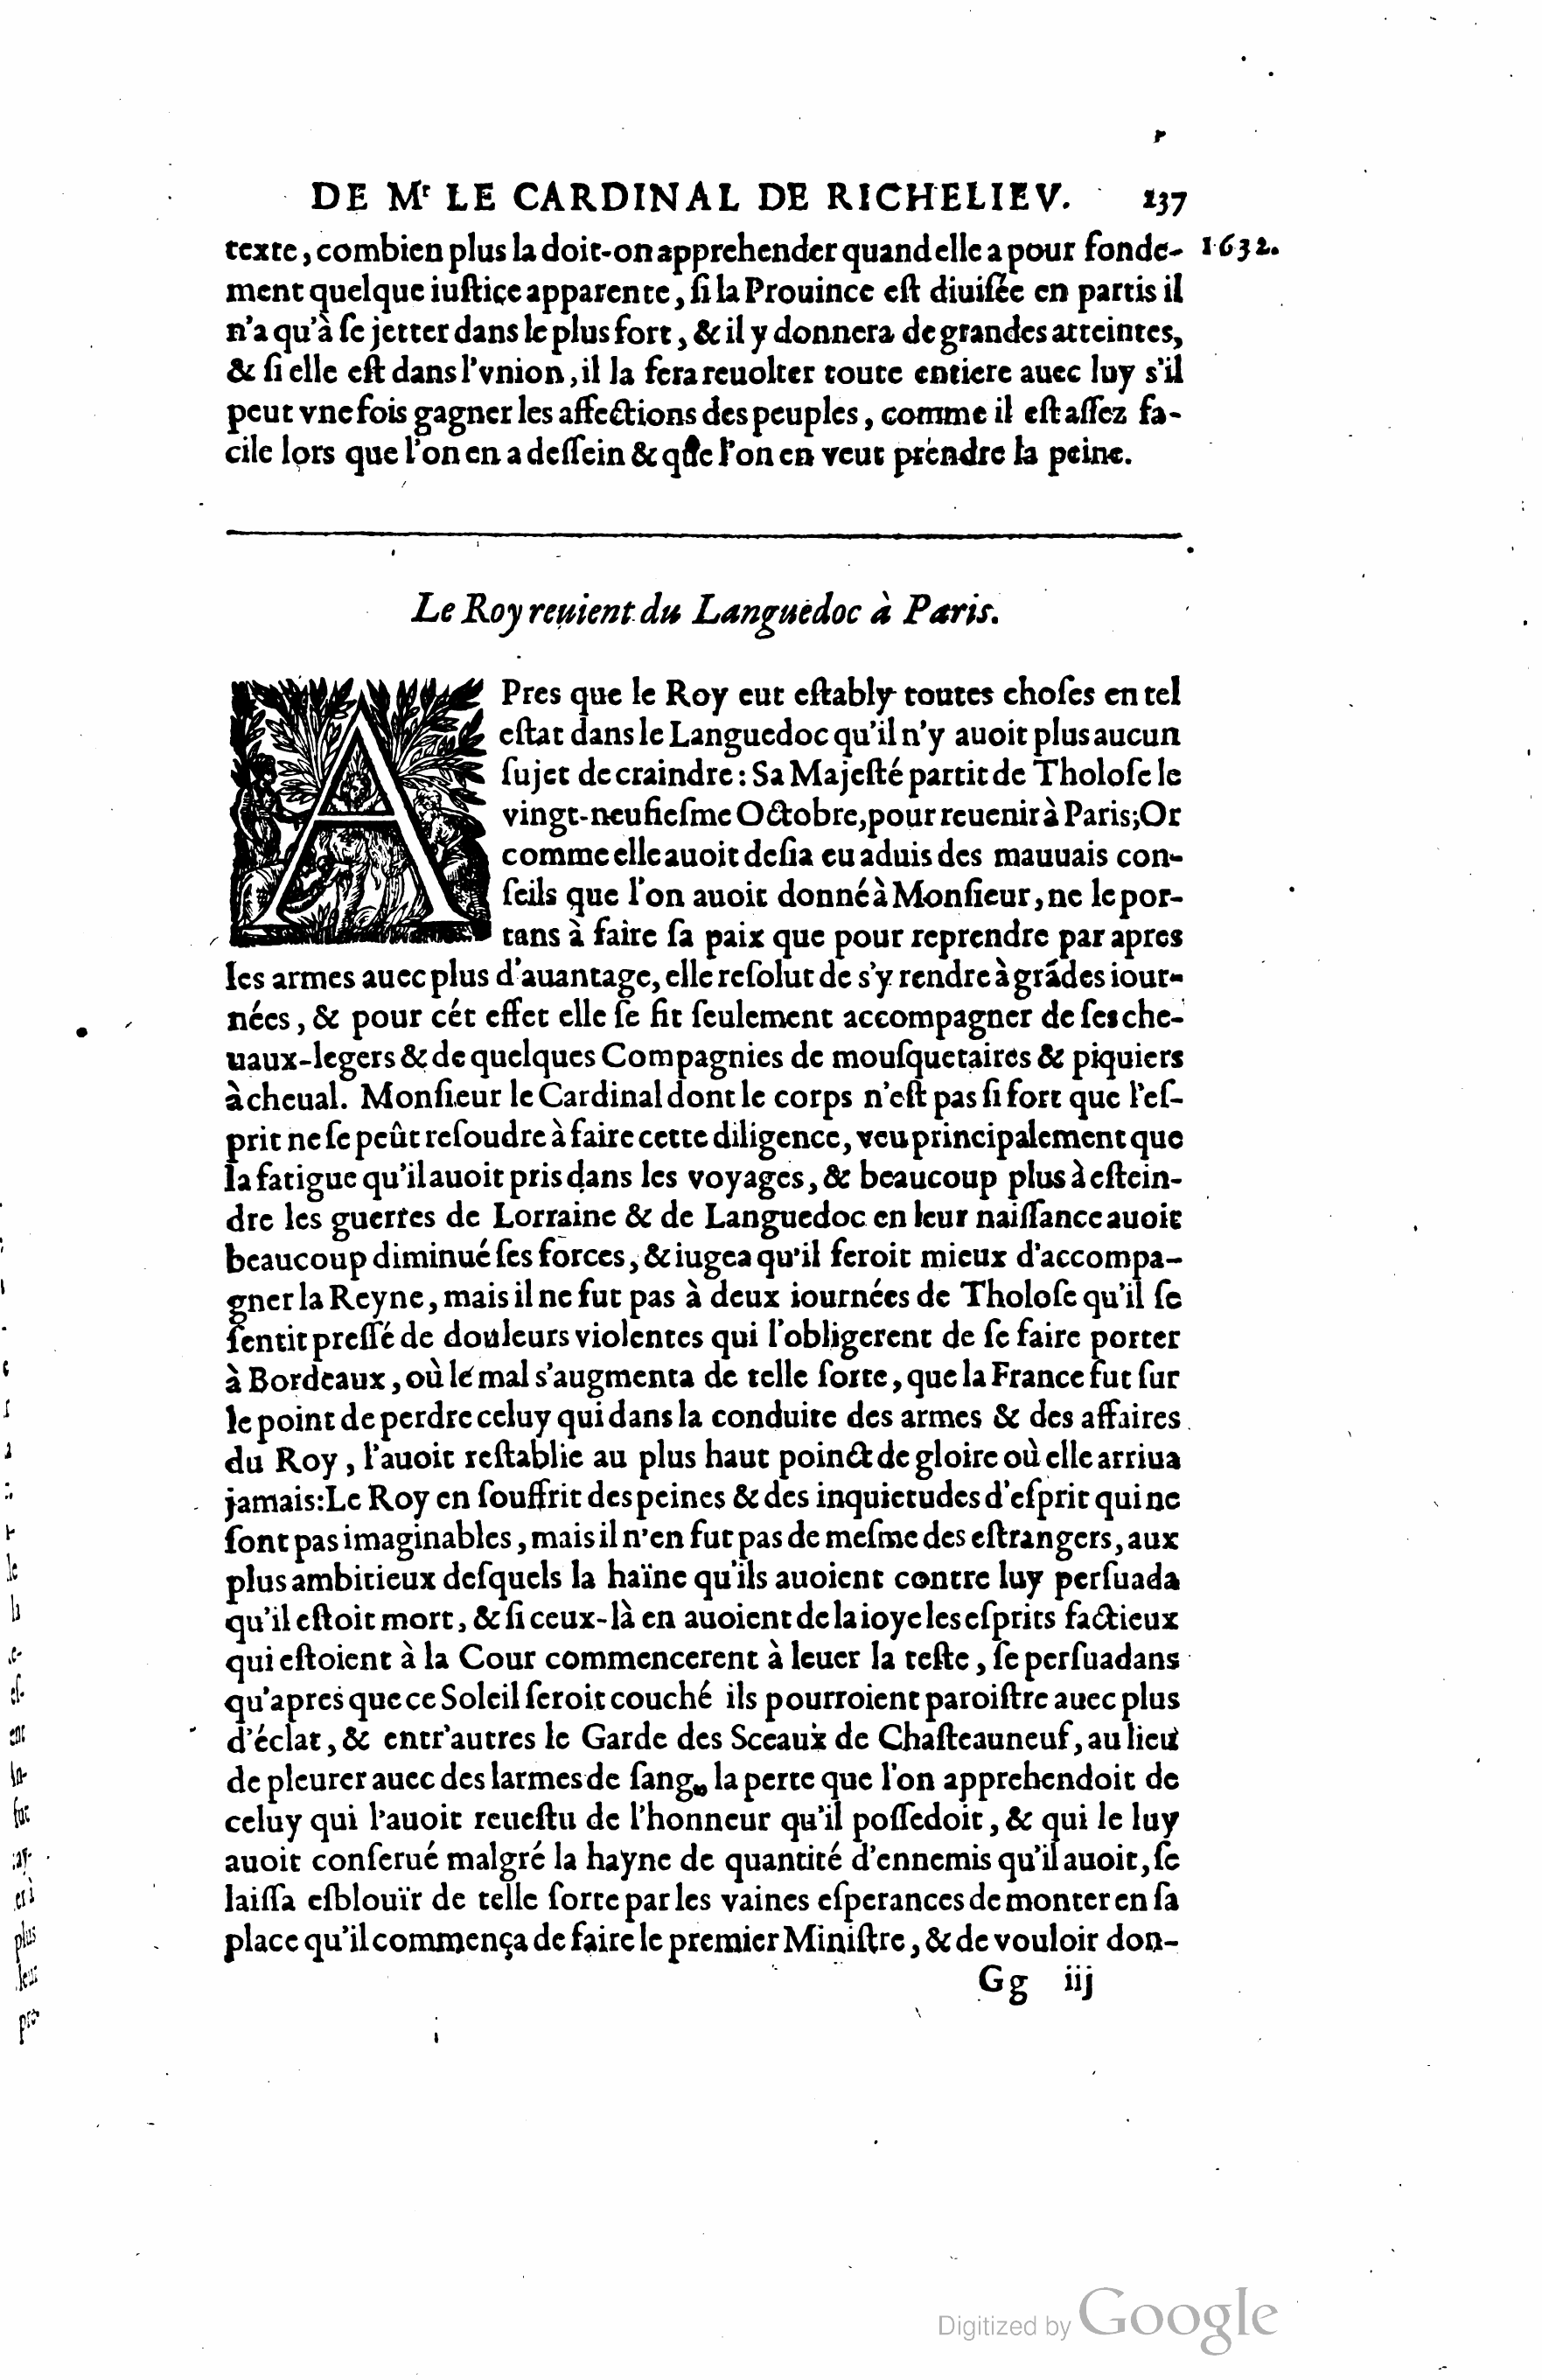 DE Mr LE CARDINAL DE RICHELIEV. 237
texte, combien plus la doit-on apprehender quand elle a pour fonde- 1632.
ment quelque iuſtice apparente, ſi la Prouince eſt diuiſée en partis il
n'a qu'à ſe jetter dans le plus fort, & il y donnera de grandes atteintes,
& ſi elle eſt dans l'vnion, il la fera reuolter toute entiere auec luy s'il
peut vne fois gagner les affections des peuples, comme il eſt aſſez fa-
cile lors que l'on en a deſſein & que l'on en veut prendre la peine.
Le Roy reuient du Languedoc à Paris.
APres que le Roy eut eſtably toutes choſes en tel
eſtat dans le Languedoc qu'il n'y auoit plus aucun
ſujet de craindre: Sa Majeſté partit de Tholoſe le
vingt-neufieſme Octobre, pour reuenir à Paris; Or
comme elle auoit deſia eu aduis des mauuais con-
ſeils que l'on auoit donné à Monſieur, ne le por-
tans à faire ſa paix que pour reprendre par apres
les armes auec plus d'auantage, elle reſolut de s'y rendre à grãdes iour-
nées, & pour cét effet elle ſe fit ſeulement accompagner de ſes che-
uaux-legers & de quelques Compagnies de mouſquetaires & piquiers
à cheual. Monſieur le Cardinal dont le corps n'eſt pas ſi fort que l'eſ-
prit ne ſe peût reſoudre à faire cette diligence, veu principalement que
la fatigue qu'il auoit pris dans les voyages, & beaucoup plus à eſtein-
dre les guerres de Lorraine & de Languedoc en leur naiſſance auoit
beaucoup diminué ſes forces, & iugea qu'il feroit mieux d'accompa-
gner la Reyne, mais il ne fut pas à deux iournées de Tholoſe qu'il ſe
ſentit preſſé de douleurs violentes qui l'obligerent de ſe faire porter
à Bordeaux, où le mal s'augmenta de telle ſorte, que la France fut ſur
le point de perdre celuy qui dans la conduite des armes & des affaires
du Roy, l'auoit reſtablie au plus haut poinct de gloire où elle arriua
jamais: Le Roy en ſouffrit des peines & des inquietudes d'eſprit qui ne
ſont pas imaginables, mais il n'en fut pas de meſme des eſtrangers, aux
plus ambitieux deſquels la haïne qu'ils auoient contre luy perſuada
qu'il eſtoit mort, & ſi ceux-là en auoient de la ioye les eſprits factieux
qui eſtoient à la Cour commencerent à leuer la teſte, ſe perſuadans
qu'apres que ce Soleil ſeroit couché ils pourroient paroiſtre auec plus
d'éclat, & entr'autres le Garde des Sceaux de Chaſteauneuf, au lieu
de pleurer auec des larmes de ſang, la perte que l'on apprehendoit de
celuy qui l'auoit reueſtu de l'honneur qu'il poſſedoit, & qui le luy
auoit conſerué malgré la hayne de quantité d'ennemis qu'il auoit, ſe
laiſſa eſblouïr de telle ſorte par les vaines eſperances de monter en ſa
place qu'il commença de faire le premier Miniſtre, & de vouloir don-
Gg iij
Digitized by Google